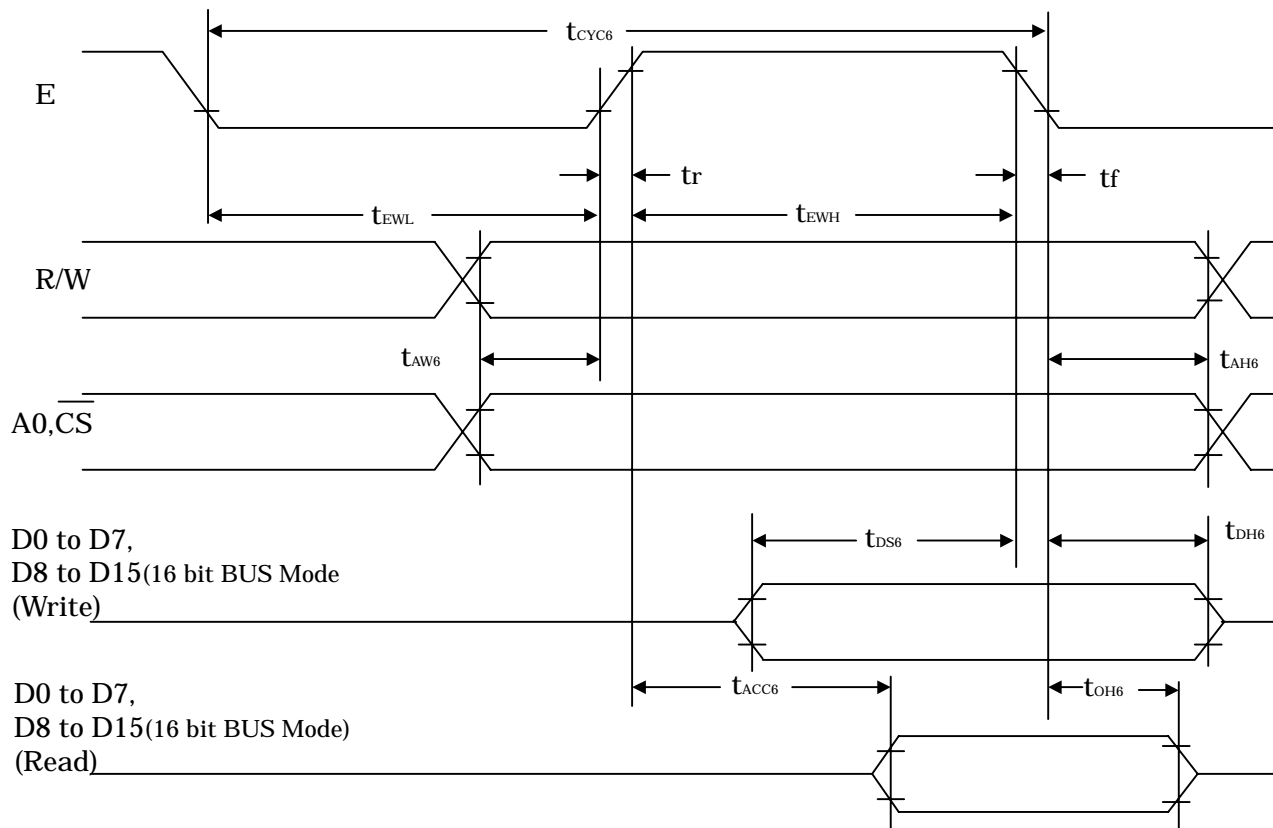 tCYC6
E
tr
tf
tEWL
tEWH
R/W
tAW6
tAH6
A0,CS
D0 to D7,
tDS6
tDH6
D8 to D15(16 bit BUS Mode
(Write)
D0 to D7,
tACC6
tOH6
D8 to D15(16 bit BUS Mode)
(Read)